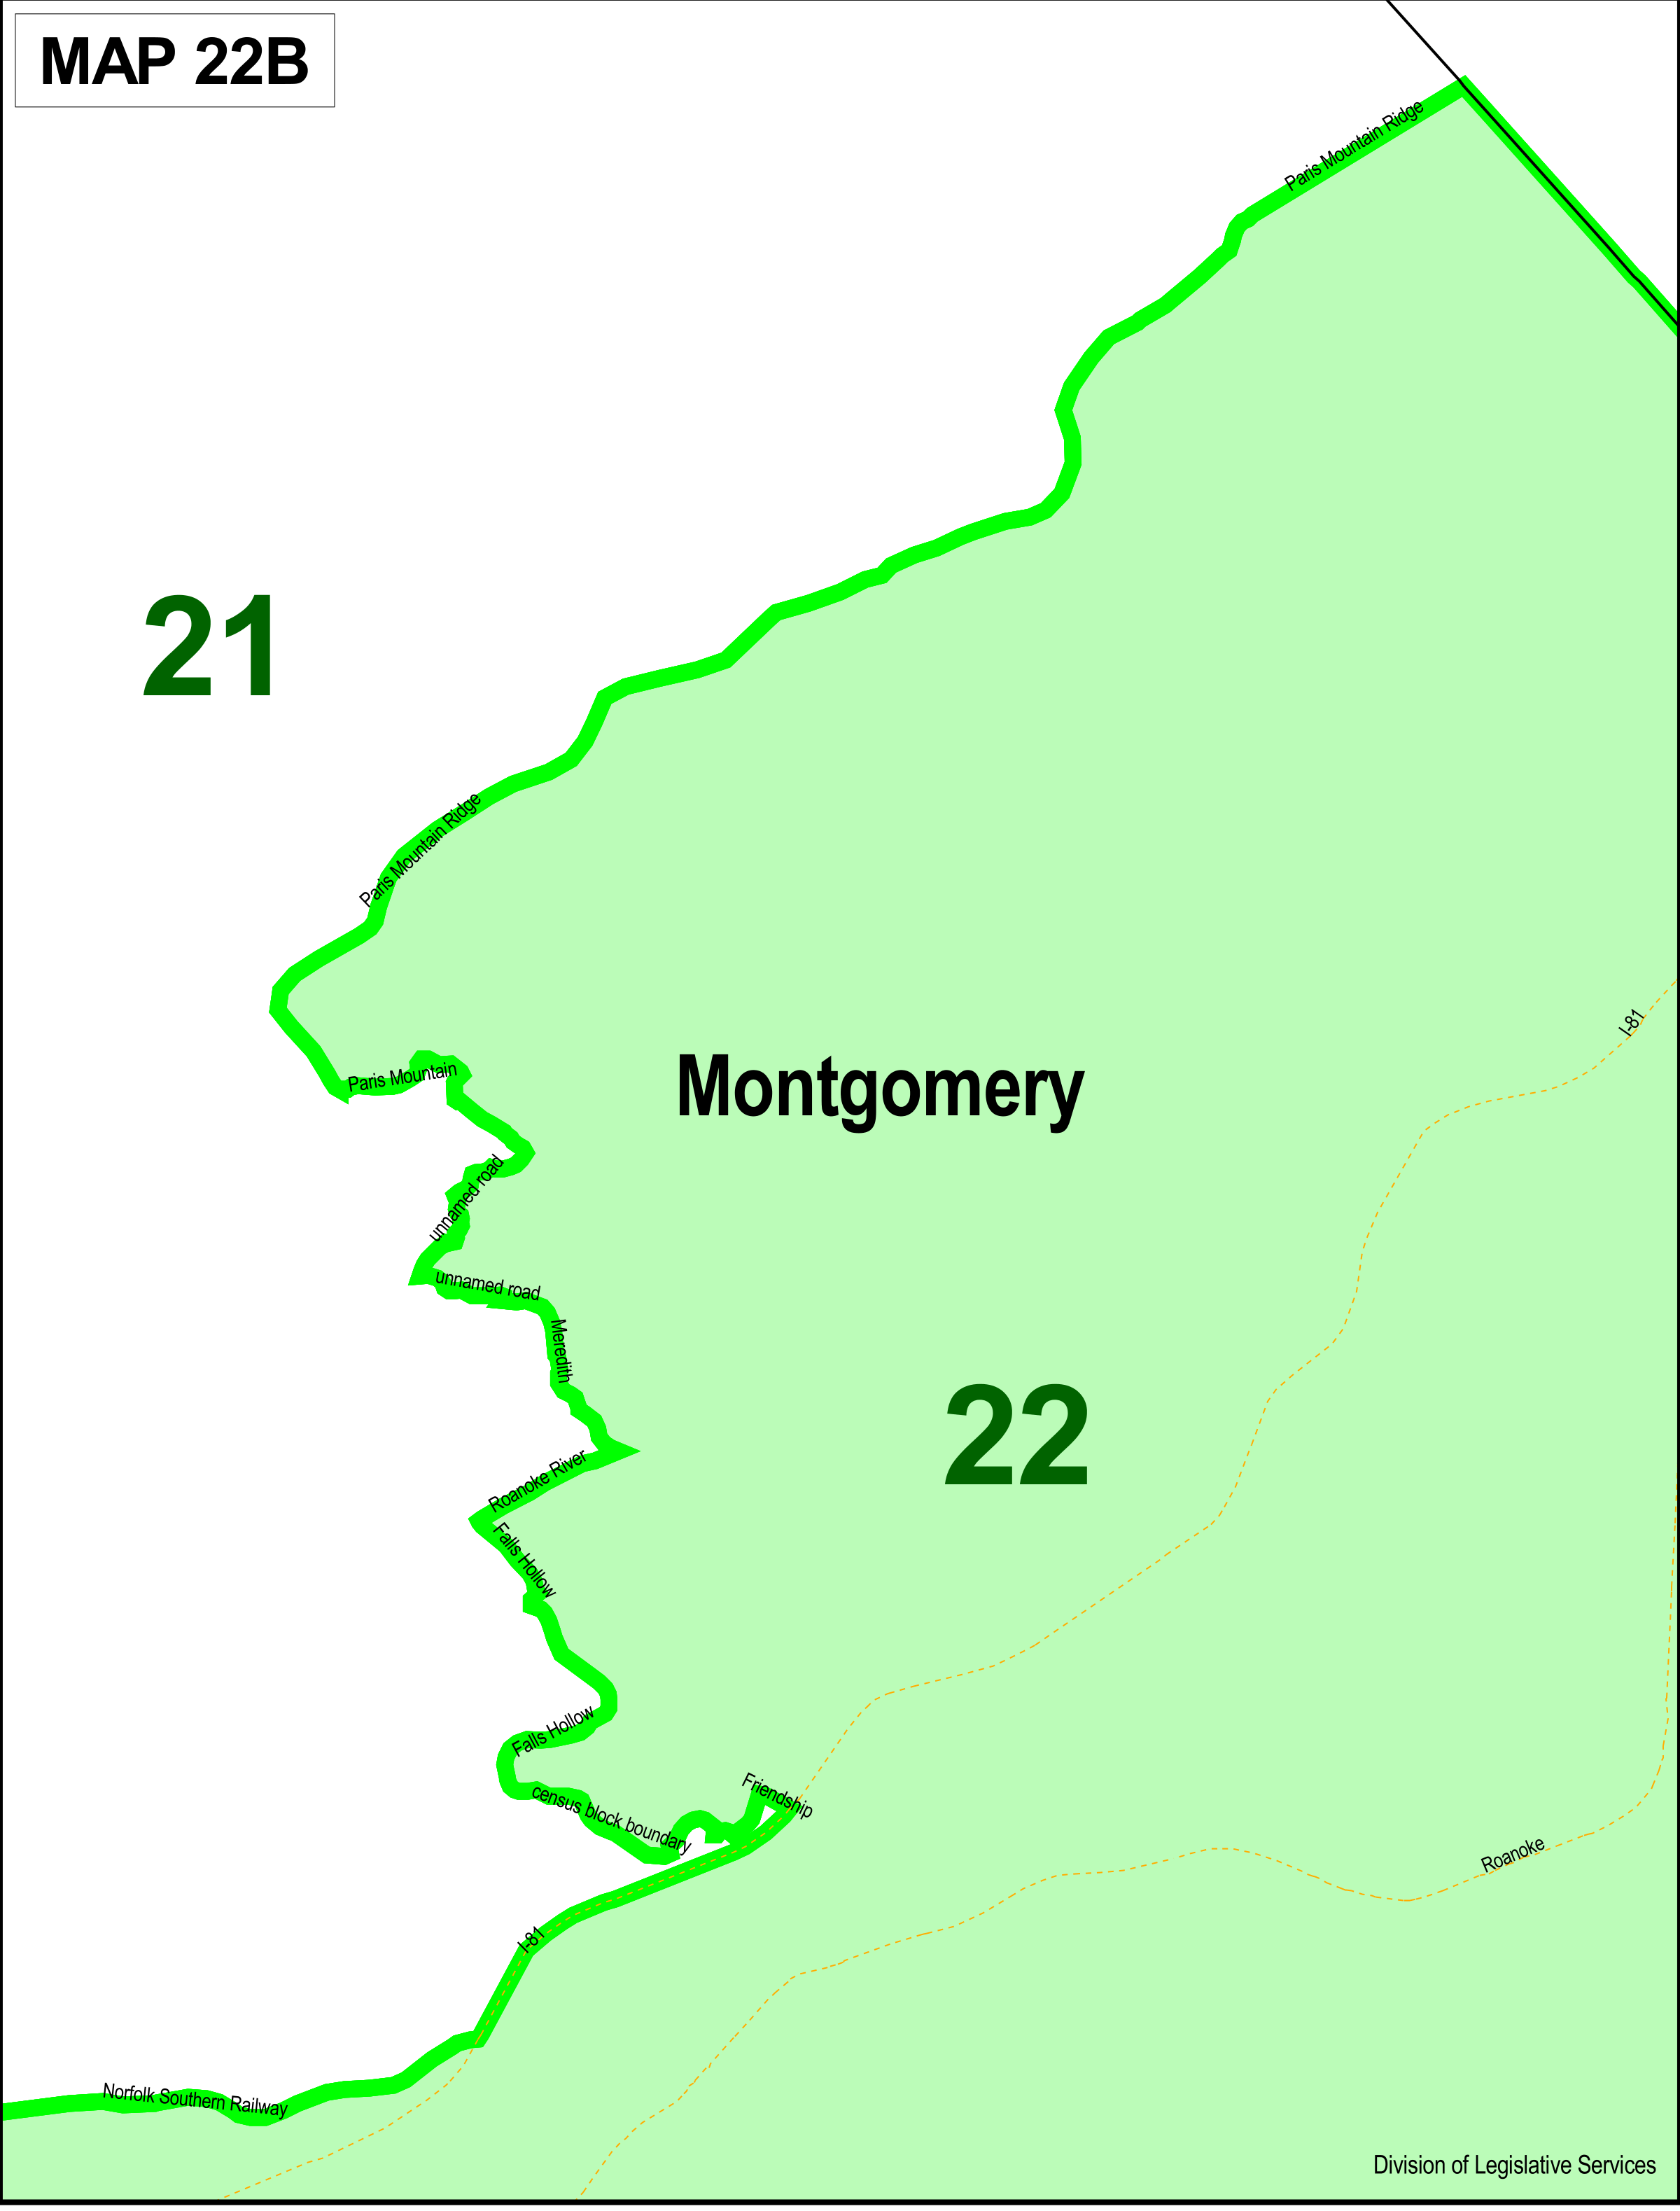 MAP 22B
Paris Mountain Ridge
21
Paris Mountain Ridge
I-81
Montgomery
Paris Mountain
unnamed road
unnamed road
Meredith
22
Roanoke River
Falls Hollow
Falls Hollow
Friendship
census block boundary
Roanoke
I-81
Norfolk Southern Railway
Division of Legislative Services